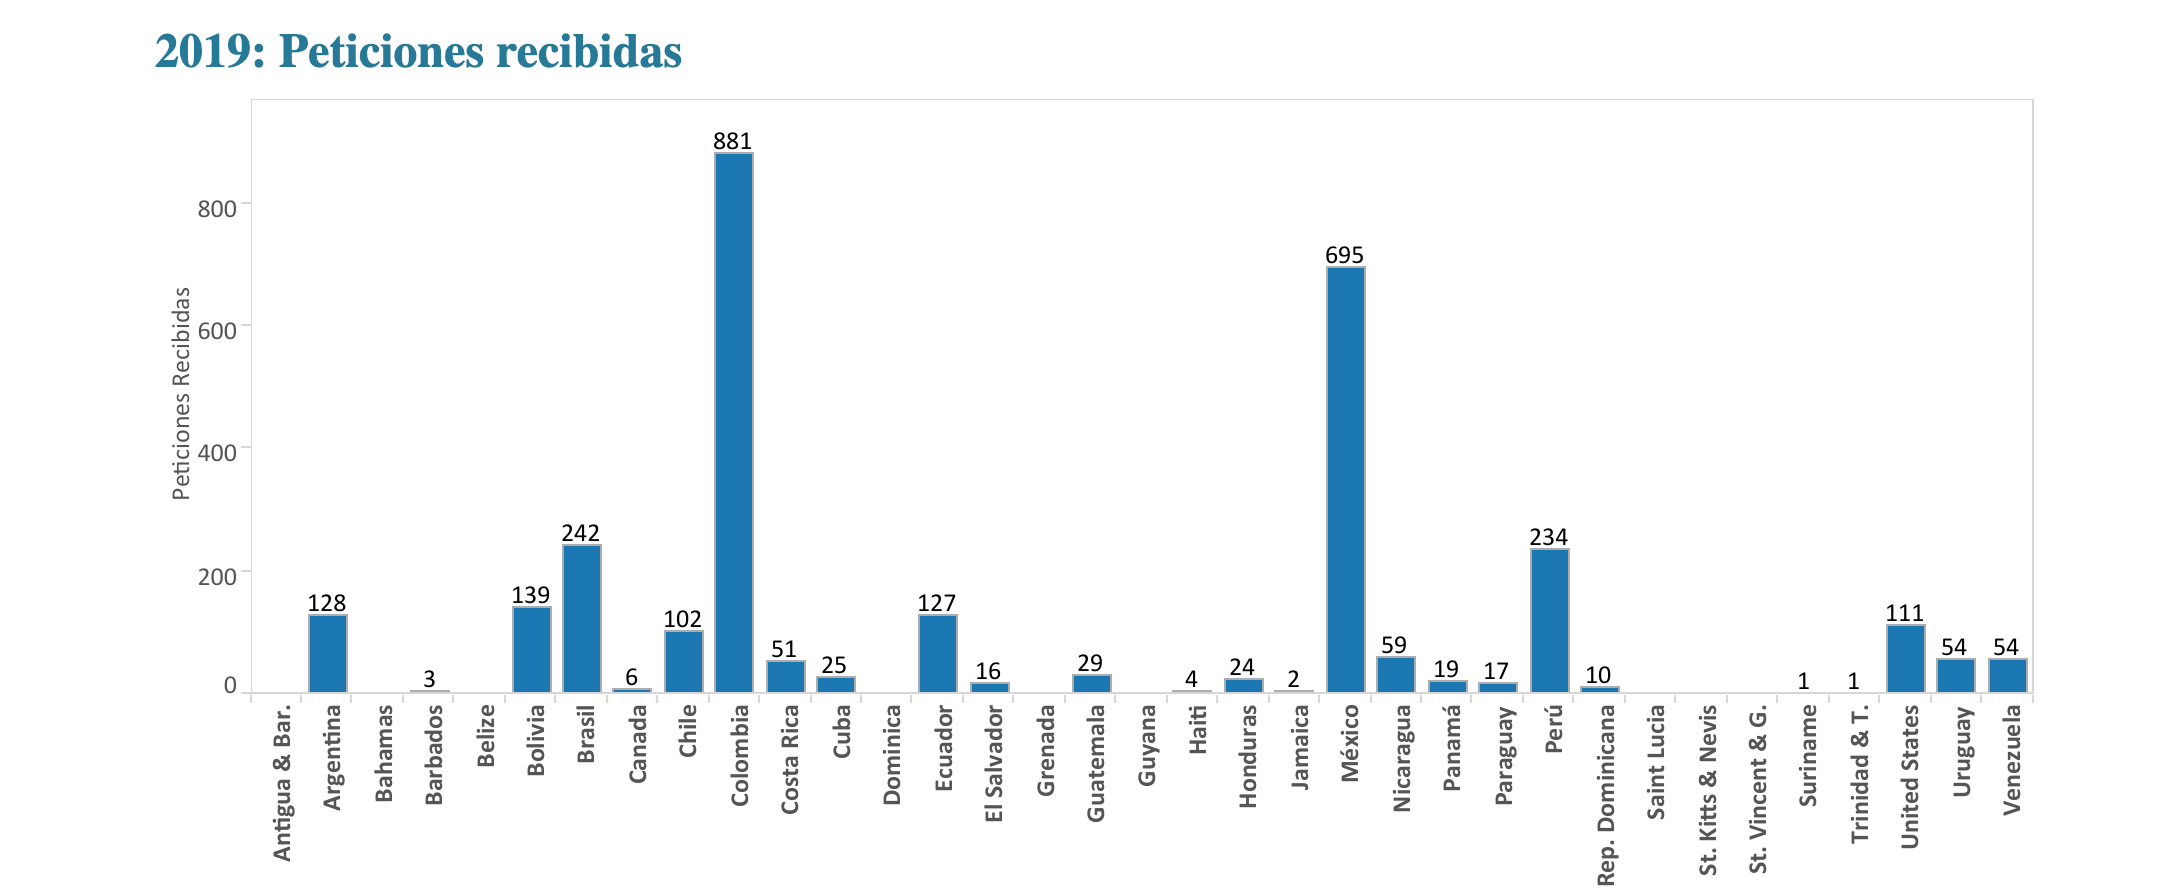 2019: Peticiones recibidas
Peticiones Recibidas
800
600
400
200
0
128
3
139
242
6
102
881
51
25
127
16
29
4
24
2
695
59
19
17
234
10
1
1
111
54
54
Antigua & Bar.
Argentina
Bahamas
Barbados
Belize
Bolivia
Brasil
Canada
Chile
Colombia
Costa Rica
Cuba
Dominica
Ecuador
El Salvador
Grenada
Guatemala
Guyana
Haiti
Honduras
Jamaica
México
Nicaragua
Panamá
Paraguay
Perú
Rep. Dominicana
Saint Lucia
St. Kitts & Nevis
St. Vincent & G.
Suriname
Trinidad & T.
United States
Uruguay
Venezuela